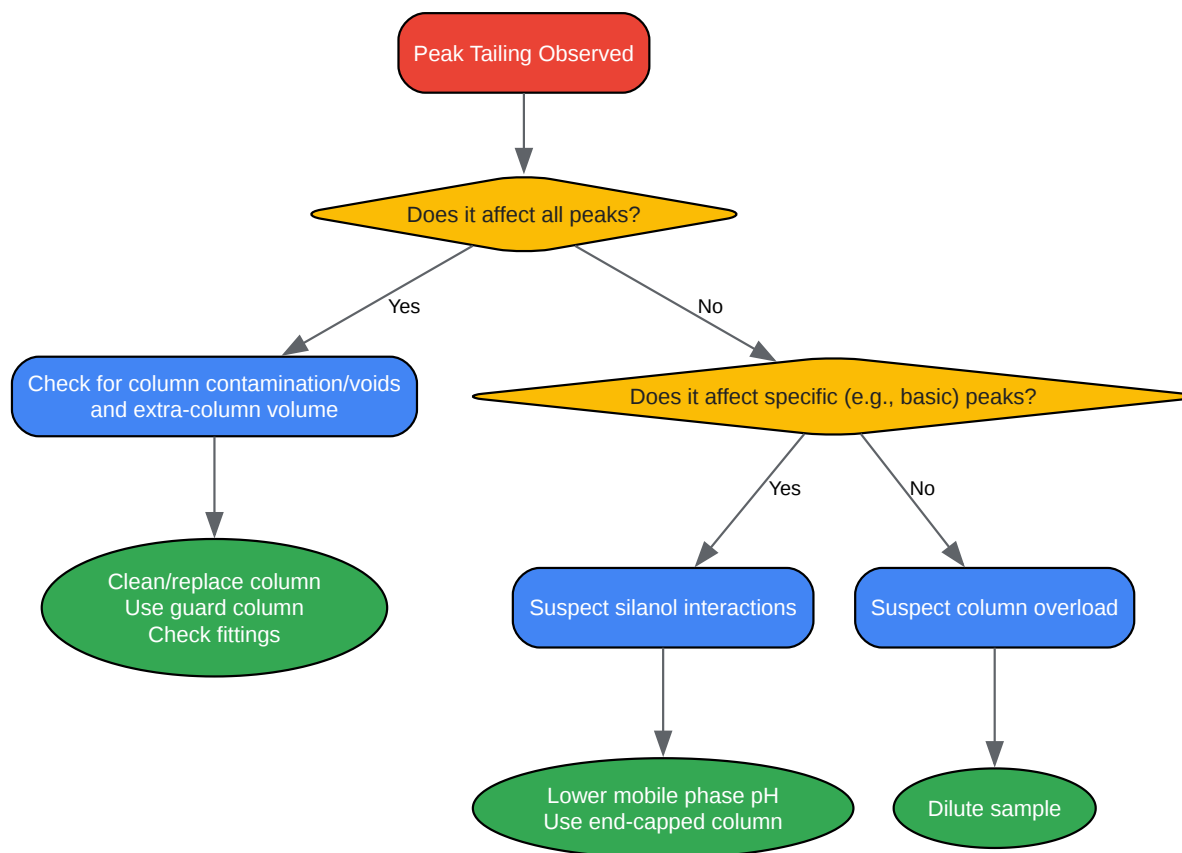 Peak Tailing Observed
Does it affect all peaks?
Yes
No
Check for column contamination/voids
and extra-column volume
Does it affect specific (e.g., basic) peaks?
Yes
No
Clean/replace column
Use guard column
Check fittings
Suspect silanol interactions
Suspect column overload
Lower mobile phase pH
Use end-capped column
Dilute sample